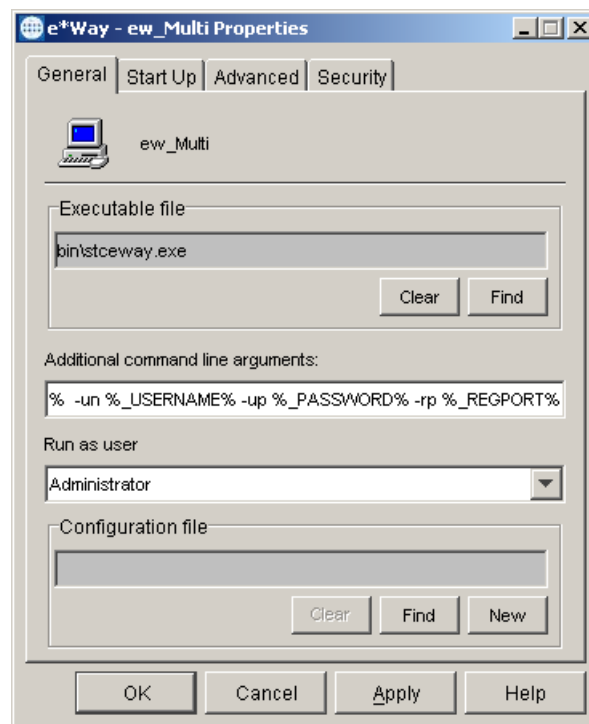 e*Way - ew_Multi Properties
General Start Up Advanced Security
ew_Multi
Executable file
bin\stceway.exe
Clear Find
Additional command line arguments:
% -un %_USERNAME% -up %_PASSWORD% -rp %_REGPORT%
Run as user
Administrator
Configuration file
Clear Find New
OK Cancel Apply Help